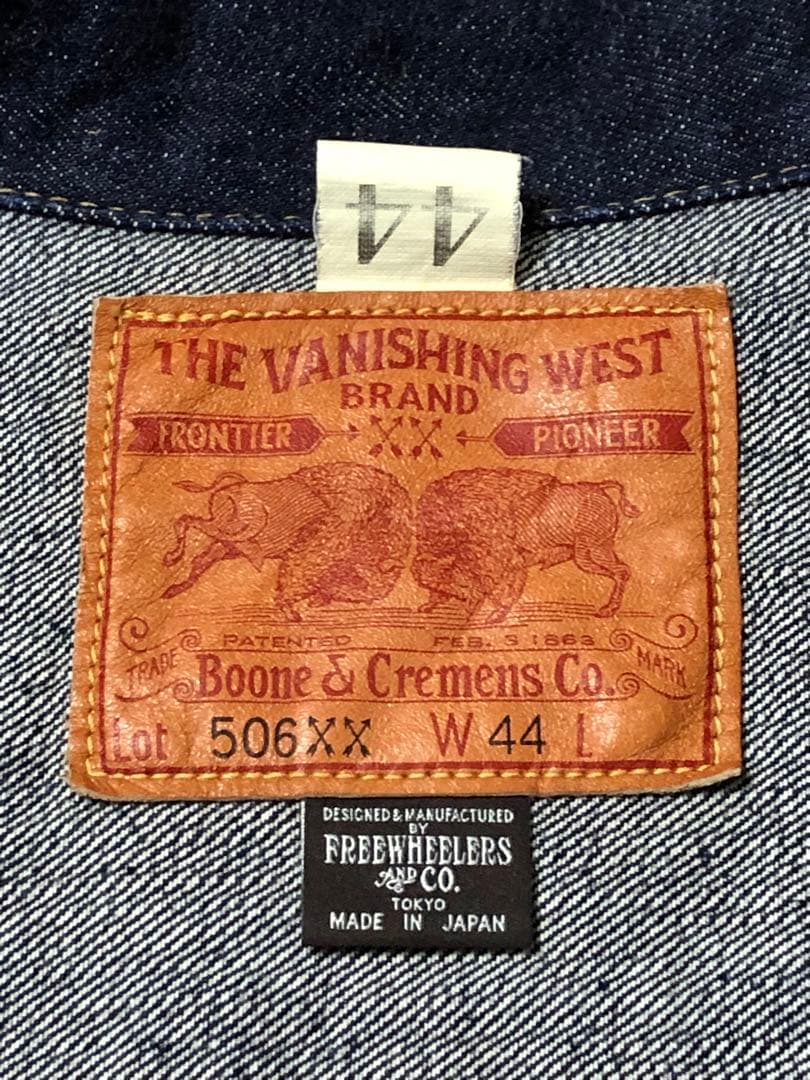 44
THE VANISHING WEST
BRAND
FRONTIER PIONEER
PATENTED FEB. 3 1863
TRADE MARK
Boone & Cremens Co.
Lot 506XX W 44 L
DESIGNED & MANUFACTURED
BY
FREEWHEELERS
AND CO.
TOKYO
MADE IN JAPAN